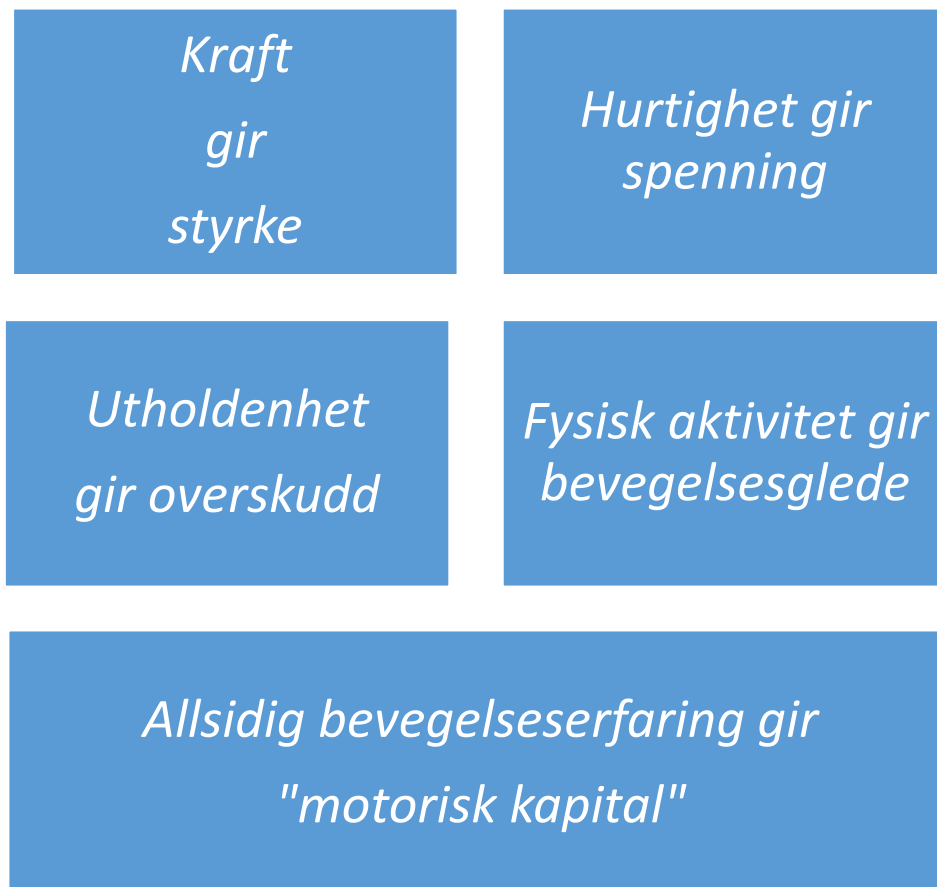 Kraft
gir
styrke
Hurtighet gir
spenning
Utholdenhet
gir overskudd
Fysisk aktivitet gir
bevegelsesglede
Allsidig bevegelseserfaring gir
"motorisk kapital"